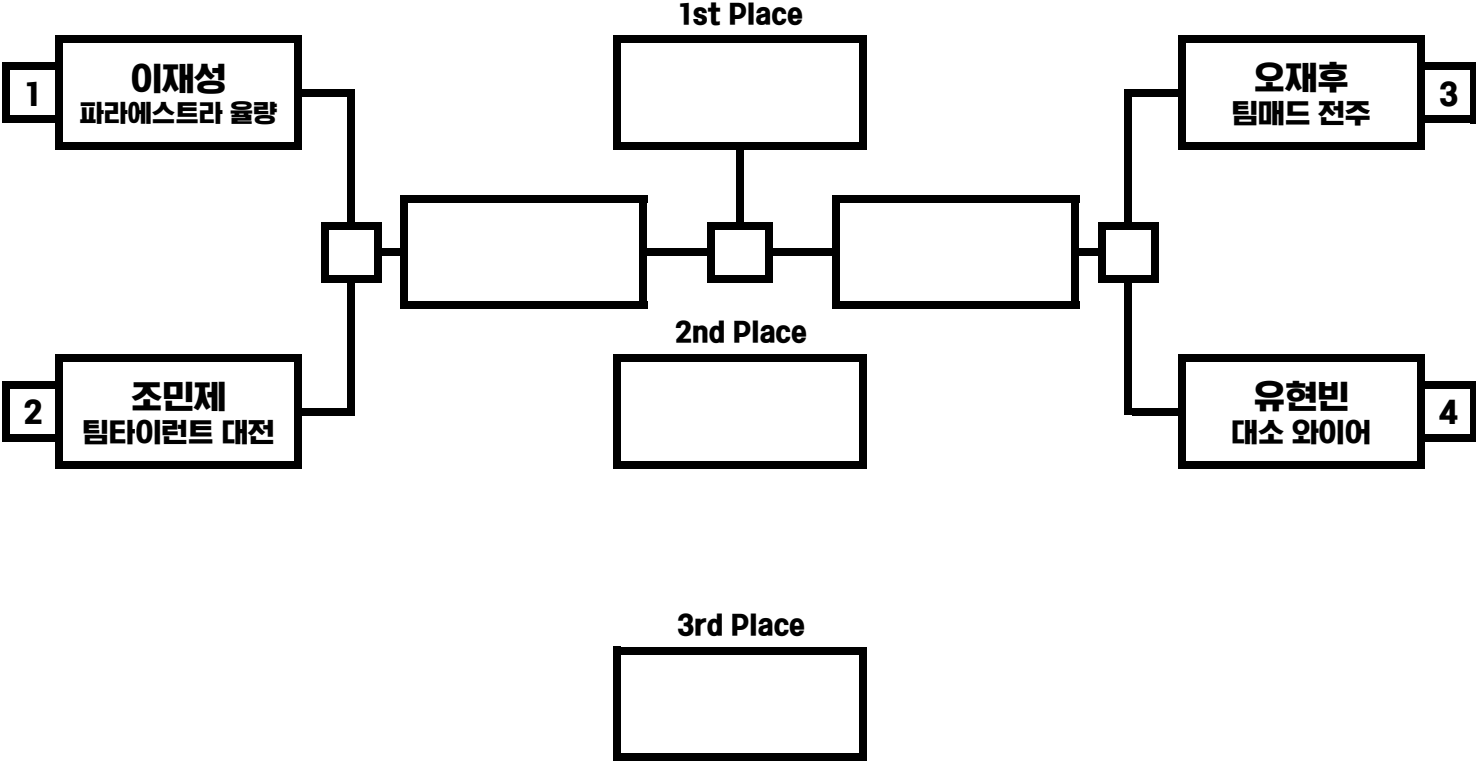 1st Place
1
이재성
파라에스트라 율량
오재후
팀매드 전주
3
2nd Place
2
조민제
팀타이런트 대전
유현빈
대소 와이어
4
3rd Place